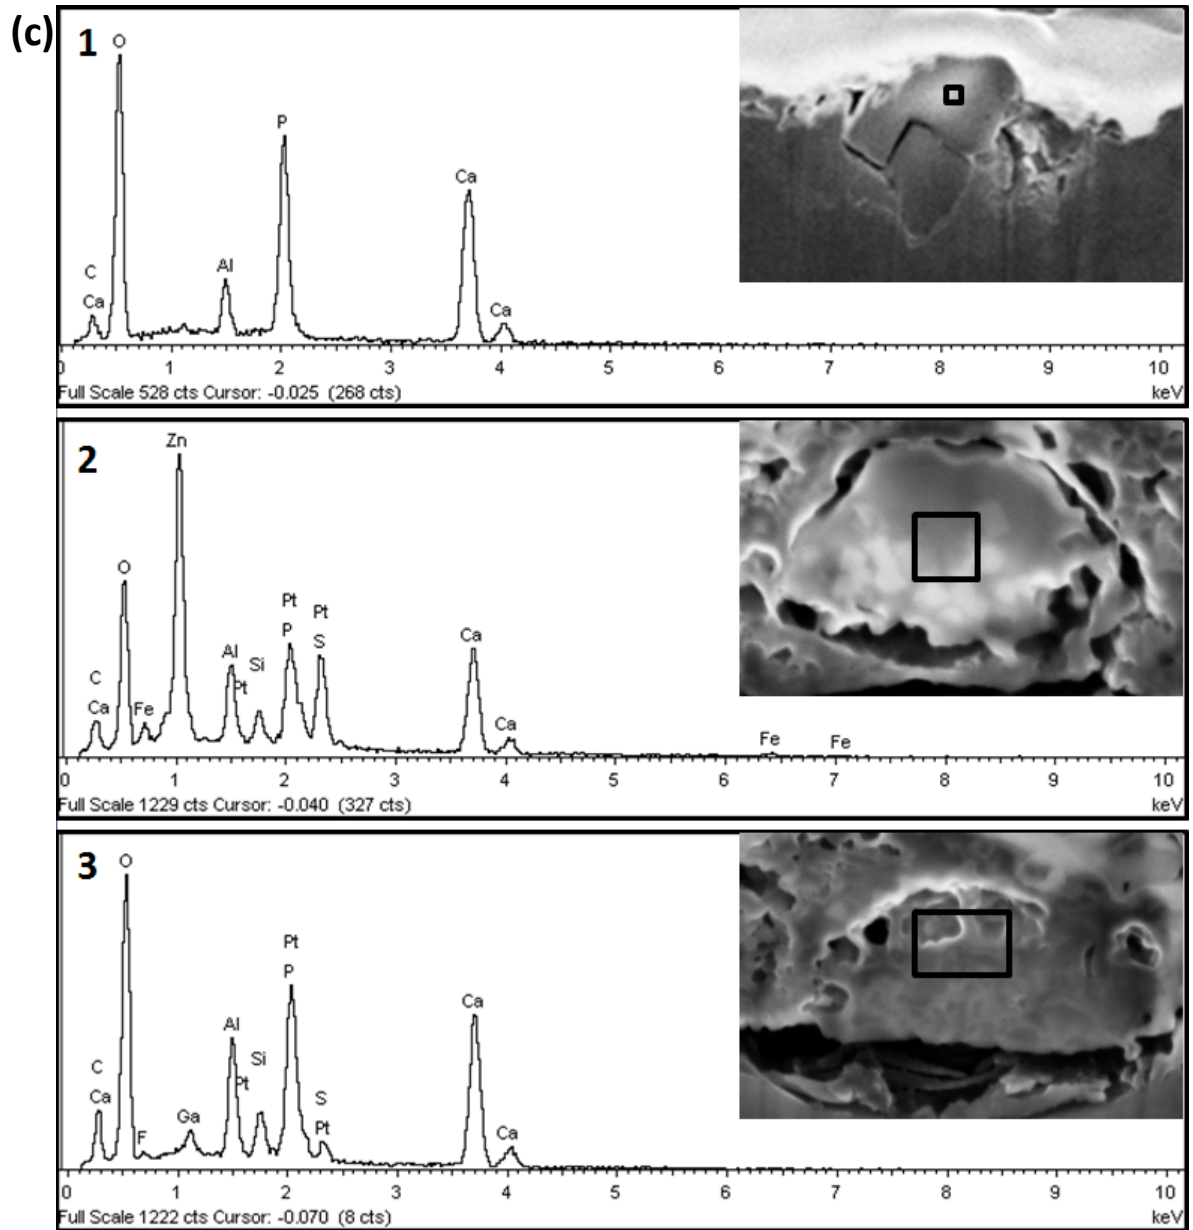 (c)
1
O
P
Ca
C
Ca
Al
Ca
0 1 2 3 4 5 6 7 8 9 10
Full Scale 528 cts Cursor: -0.025 (268 cts) keV
2
Zn
O
Pt
P
Pt
S
Ca
C
Ca
Fe
Al
Pt
Si
Ca
Fe
Fe
0 1 2 3 4 5 6 7 8 9 10
Full Scale 1229 cts Cursor: -0.040 (327 cts) keV
3
O
Pt
P
Ca
C
Ca
F
Ga
Al
Pt
Si
S
Pt
Ca
0 1 2 3 4 5 6 7 8 9 10
Full Scale 1222 cts Cursor: -0.070 (8 cts) keV